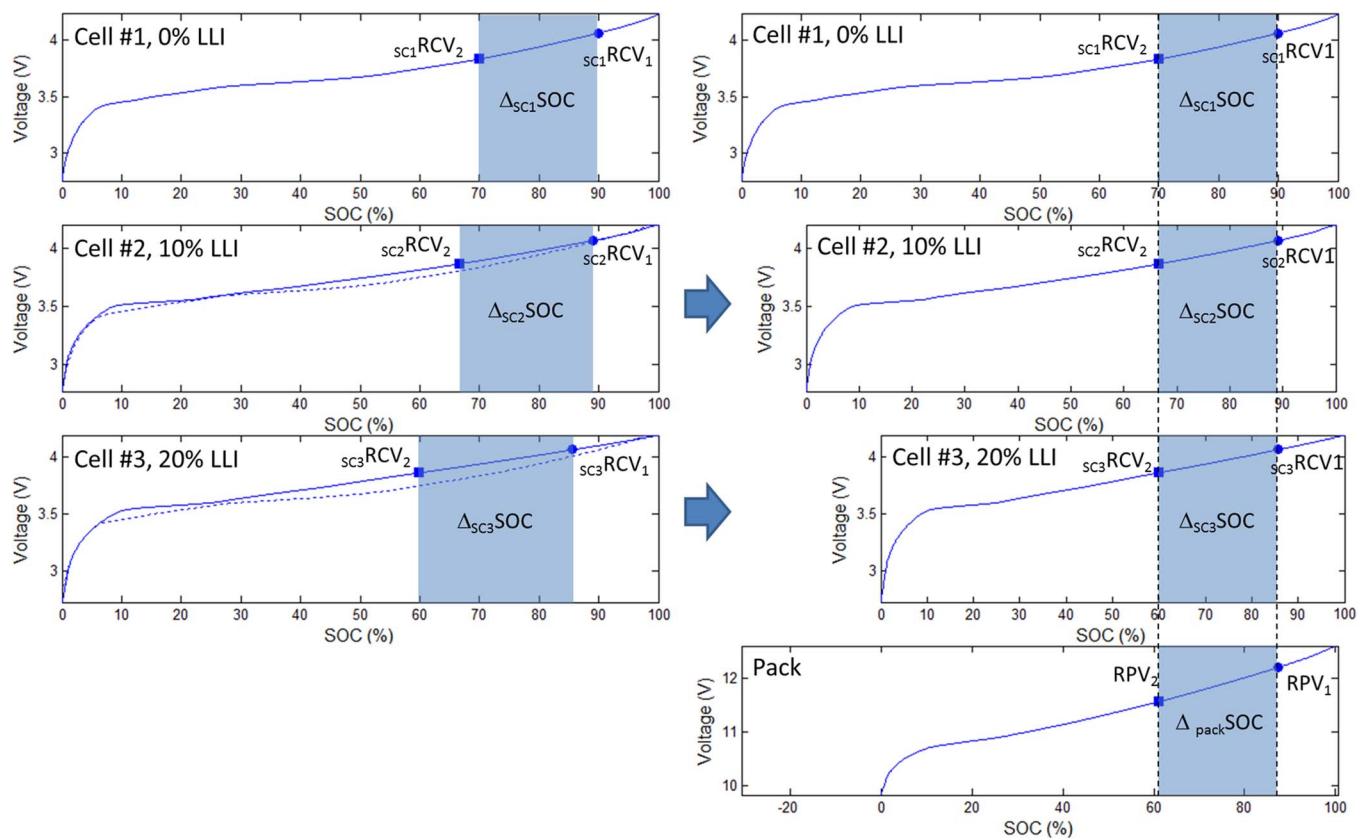 Cell #1, 0% LLI
SC1RCV2
SC1RCV1
ΔSC1SOC
Voltage (V)
4
3.5
3
0 10 20 30 40 50 60 70 80 90 100
SOC (%)
Cell #1, 0% LLI
SC1RCV2
SC1RCV1
ΔSC1SOC
Voltage (V)
4
3.5
3
0 10 20 30 40 50 60 70 80 90 100
SOC (%)
Cell #2, 10% LLI
SC2RCV2
SC2RCV1
ΔSC2SOC
Voltage (V)
4
3.5
3
0 10 20 30 40 50 60 70 80 90 100
SOC (%)
Cell #2, 10% LLI
SC2RCV2
SC2RCV1
ΔSC2SOC
Voltage (V)
4
3.5
3
0 10 20 30 40 50 60 70 80 90 100
SOC (%)
Cell #3, 20% LLI
SC3RCV2
SC3RCV1
ΔSC3SOC
Voltage (V)
4
3.5
3
0 10 20 30 40 50 60 70 80 90 100
SOC (%)
Cell #3, 20% LLI
SC3RCV2
SC3RCV1
ΔSC3SOC
Voltage (V)
4
3.5
3
0 10 20 30 40 50 60 70 80 90 100
SOC (%)
Pack
RPV2
RPV1
Δ packSOC
Voltage (V)
12
11
10
-20 0 20 40 60 80 100
SOC (%)